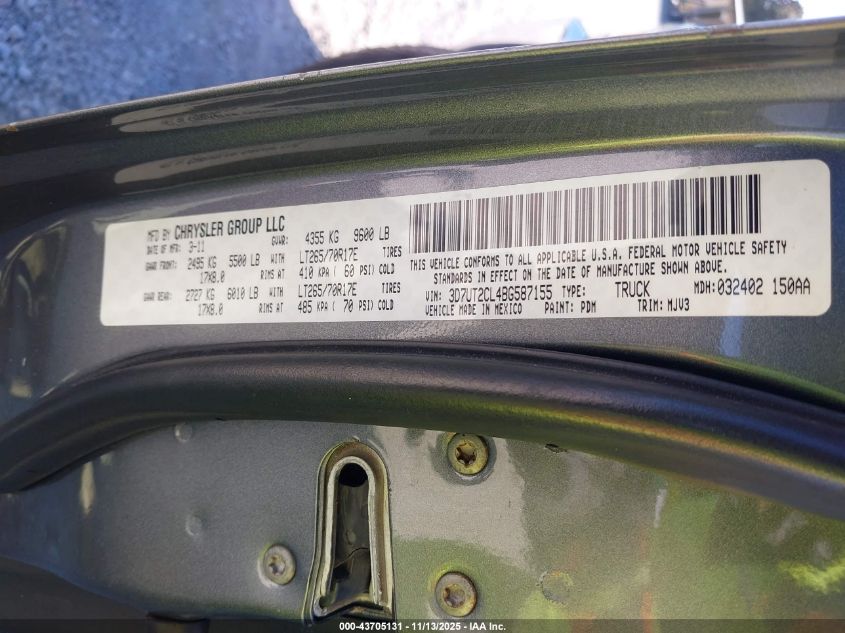 MFD BY CHRYSLER GROUP LLC
DATE OF MFR: 3-11 GVWR: 4355 KG 9600 LB
GAWR FRONT: 2495 KG 5500 LB WITH LT265/70R17E TIRES
17X8.0 RIMS AT 410 KPA ( 60 PSI) COLD
GAWR REAR: 2727 KG 6010 LB WITH LT265/70R17E TIRES
17X8.0 RIMS AT 485 KPA ( 70 PSI) COLD
THIS VEHICLE CONFORMS TO ALL APPLICABLE U.S.A. FEDERAL MOTOR VEHICLE SAFETY
STANDARDS IN EFFECT ON THE DATE OF MANUFACTURE SHOWN ABOVE.
VIN: 3D7UT2CL4BG587155 TYPE: TRUCK MDH: 032402 150AA
VEHICLE MADE IN MEXICO PAINT: PDM TRIM: MJV3
000-43705131 - 11/13/2025 - IAA Inc.